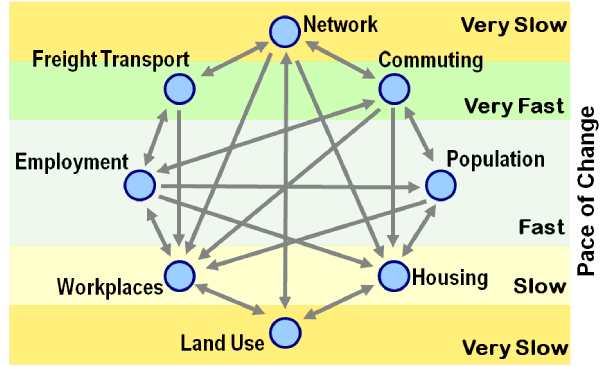 Network
Very Slow
Freight Transport
Commuting
Very Fast
Employment
Population
Fast
Pace of Change
Workplaces
Housing
Slow
Land Use
Very Slow